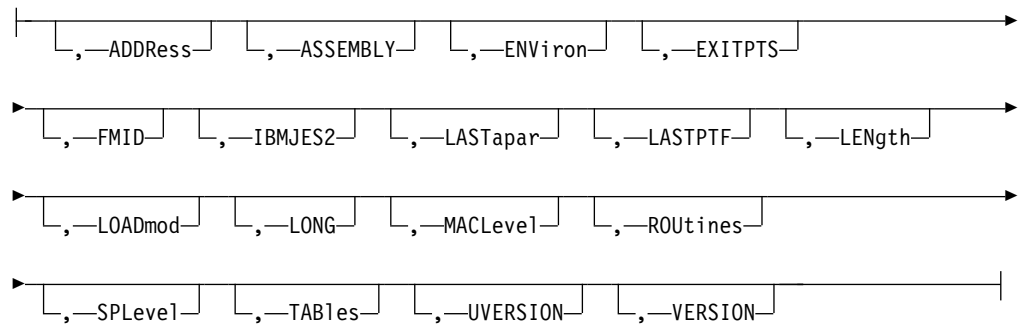 ,—ADDRess ,—ASSEMBLY ,—ENViron ,—EXITPTS
,—FMID ,—IBMJES2 ,—LASTapar ,—LASTPTF ,—LENgth
,—LOADmod ,—LONG ,—MACLevel ,—ROUtines
,—SPLevel ,—TABles ,—UVERSION ,—VERSION